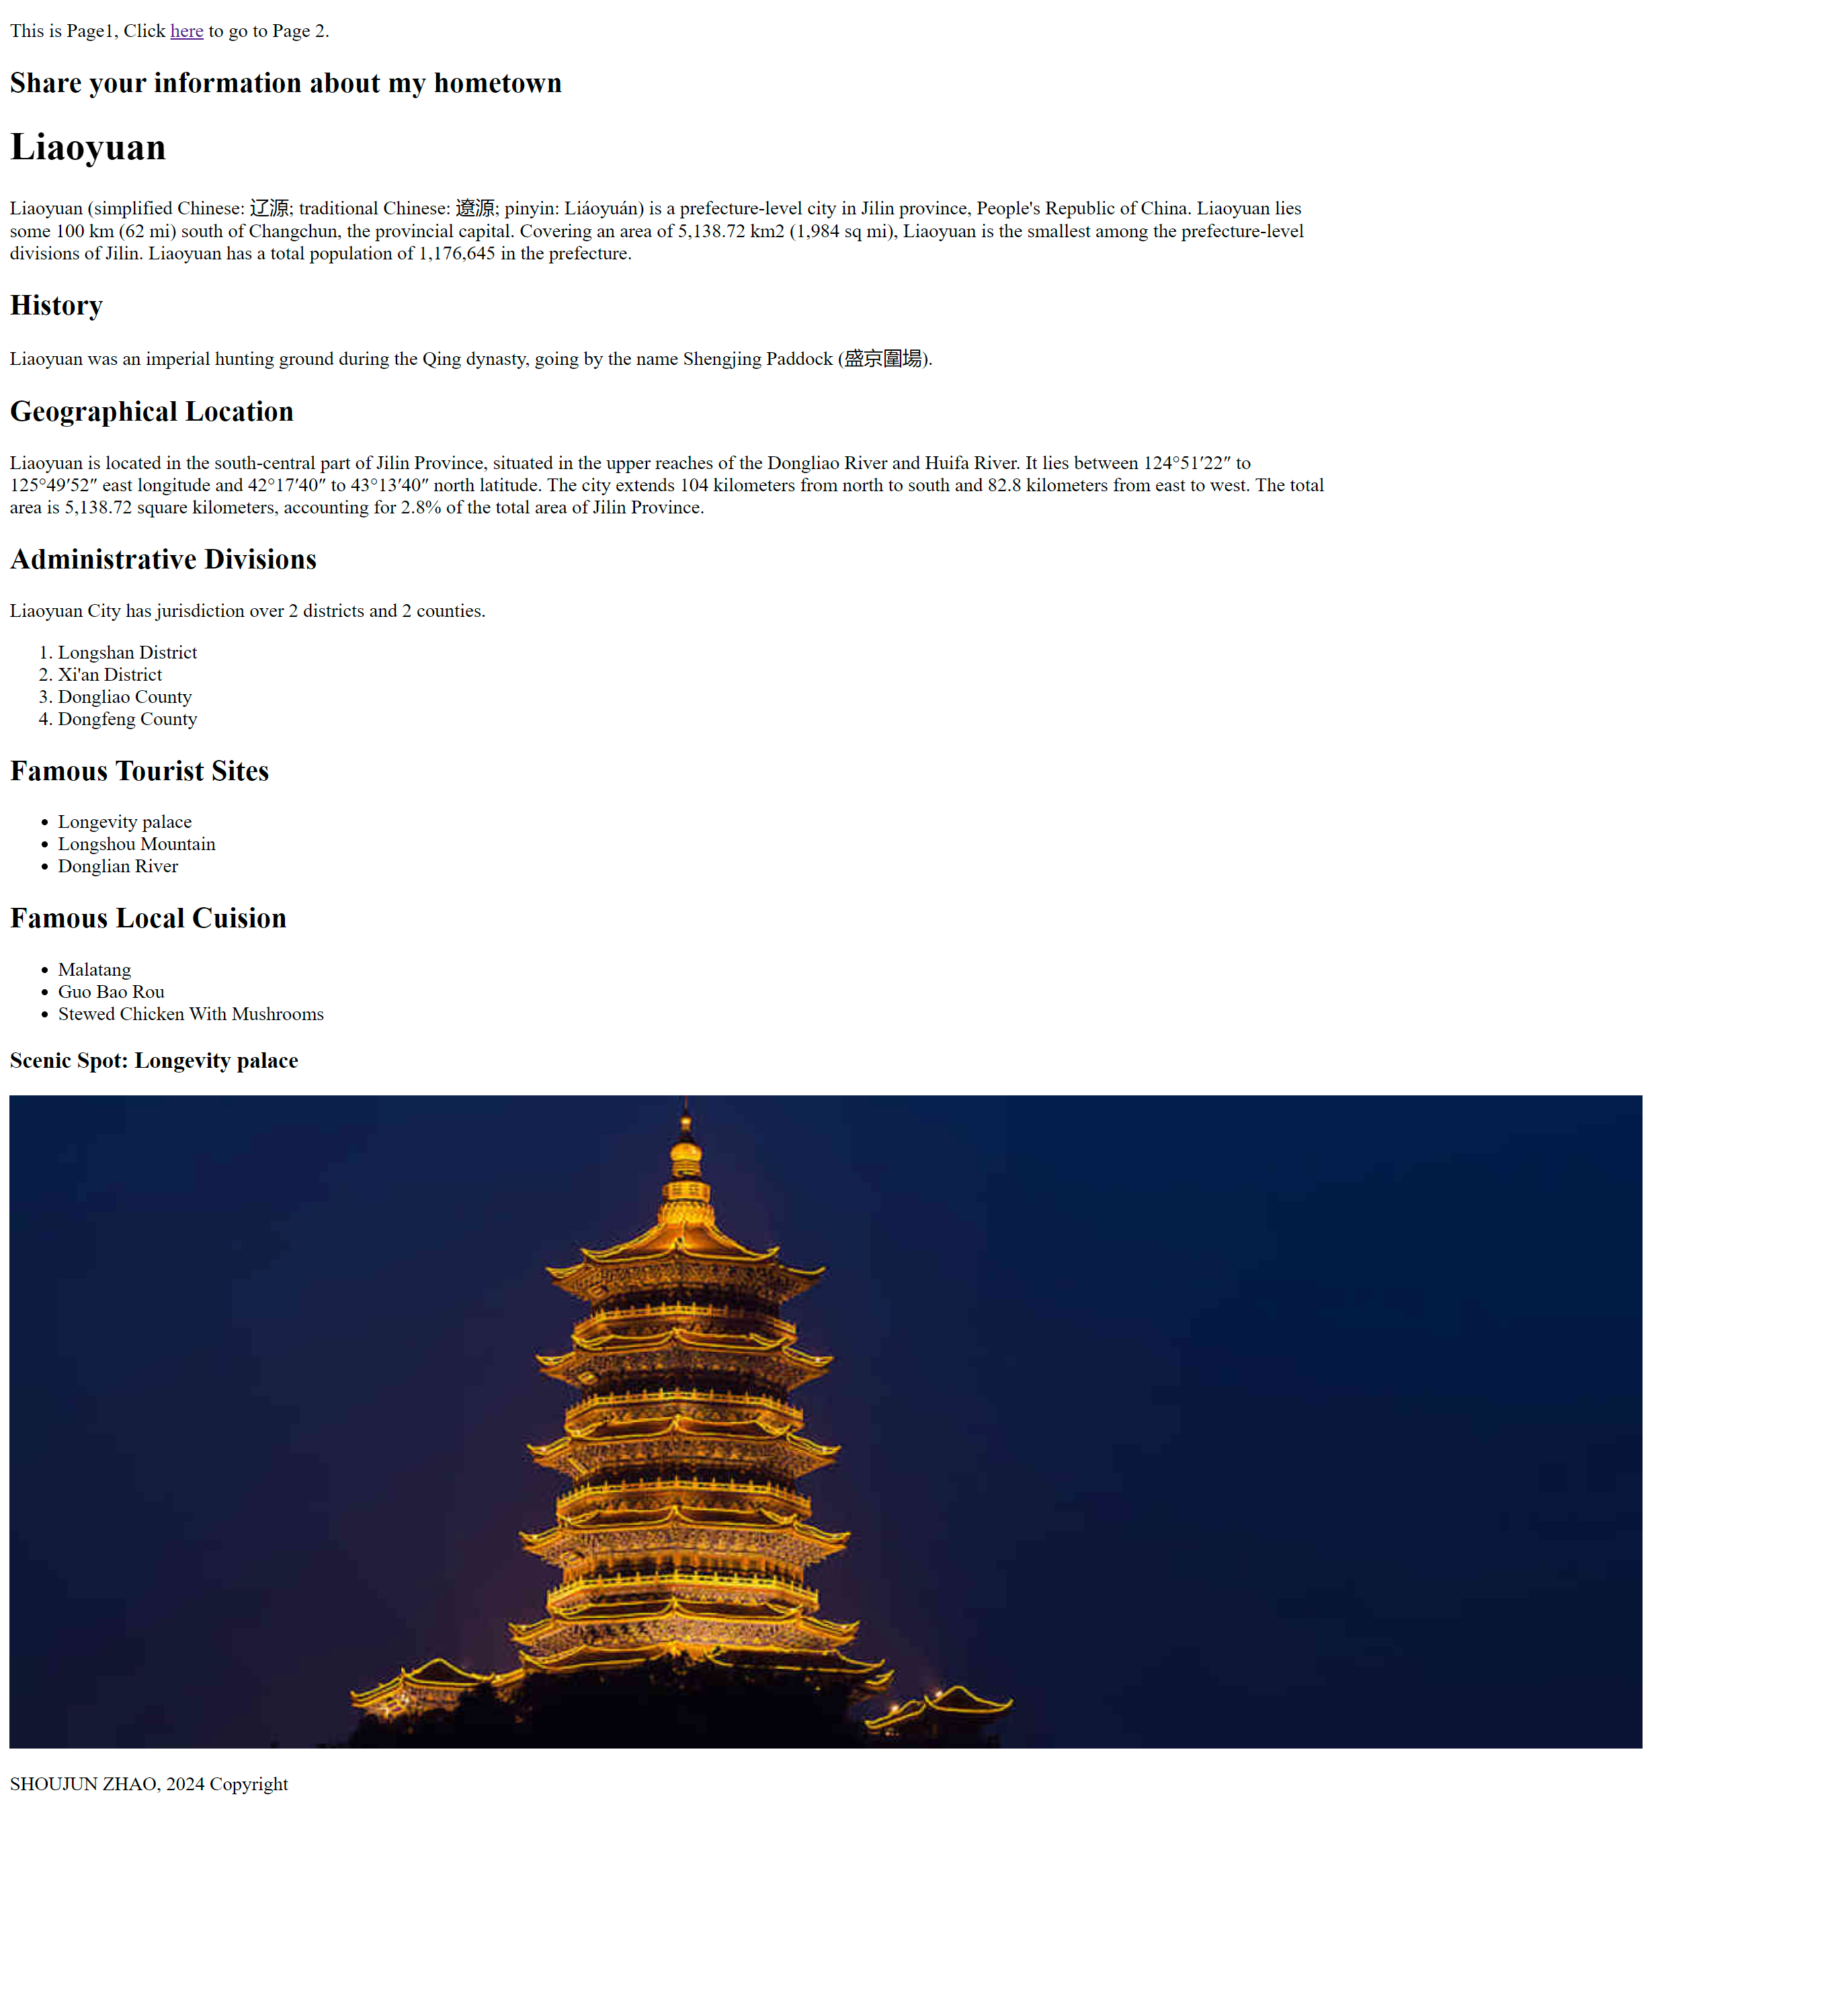 This is Page1, Click here to go to Page 2.
Share your information about my hometown
Liaoyuan
Liaoyuan (simplified Chinese: 辽源; traditional Chinese: 遼源; pinyin: Liáoyuán) is a prefecture-level city in Jilin province, People's Republic of China. Liaoyuan lies
some 100 km (62 mi) south of Changchun, the provincial capital. Covering an area of 5,138.72 km2 (1,984 sq mi), Liaoyuan is the smallest among the prefecture-level
divisions of Jilin. Liaoyuan has a total population of 1,176,645 in the prefecture.
History
Liaoyuan was an imperial hunting ground during the Qing dynasty, going by the name Shengjing Paddock (盛京圍場).
Geographical Location
Liaoyuan is located in the south-central part of Jilin Province, situated in the upper reaches of the Dongliao River and Huifa River. It lies between 124°51′22″ to
125°49′52″ east longitude and 42°17′40″ to 43°13′40″ north latitude. The city extends 104 kilometers from north to south and 82.8 kilometers from east to west. The total
area is 5,138.72 square kilometers, accounting for 2.8% of the total area of Jilin Province.
Administrative Divisions
Liaoyuan City has jurisdiction over 2 districts and 2 counties.
1. Longshan District
2. Xi'an District
3. Dongliao County
4. Dongfeng County
Famous Tourist Sites
• Longevity palace
• Longshou Mountain
• Donglian River
Famous Local Cuision
• Malatang
• Guo Bao Rou
• Stewed Chicken With Mushrooms
Scenic Spot: Longevity palace
SHOUJUN ZHAO, 2024 Copyright